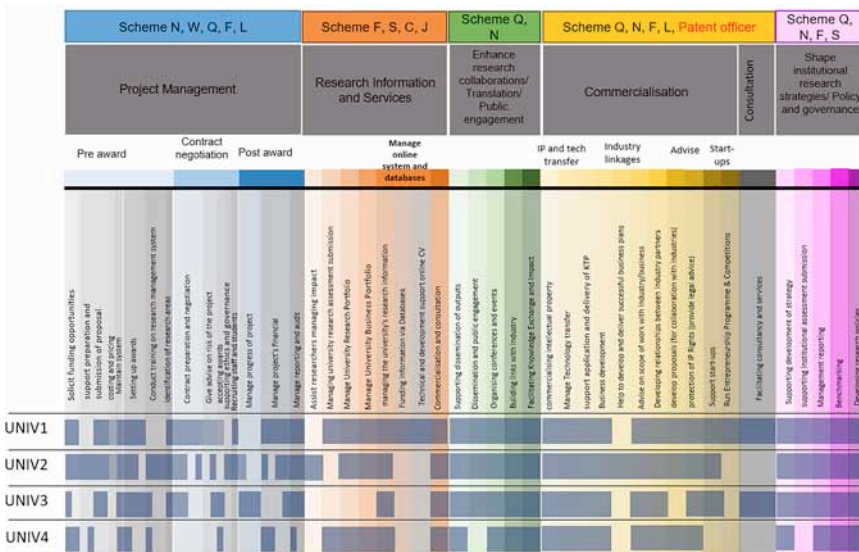 Scheme N, W, Q, F, L
Scheme F, S, C, J
Scheme Q,
N
Scheme Q, N, F, L, Patent officer
Scheme Q,
N, F, S
Project Management
Research Information
and Services
Enhance
research
collaborations/
Translation/
Public
engagement
Commercialisation
Consultation
Shape
institutional
research
strategies/ Policy
and governance
Pre award
Contract
negotiation
Post award
Manage
online
system and
databases
IP and tech
transfer
Industry
linkages
Advise
Start-
ups
Solicit funding opportunities
support preparation and
submission of proposal
costing and pricing
Maintain system
Setting up awards
Conduct training on research management system
identification of research areas
Contract preparation and negotiation
Give advise on risk of the project
accepting awards
supporting ethics and governance
Recruiting staff and students
Manage progress of project
Manage project's financial
Manage reporting and audit
Assist researchers managing impact
Managing university research assessment submission
Manage University Research Portfolio
Manage University Business Portfolio
managing the university's research information
Funding information via Databases
Technical and development support online CV
Commercialisation and consultation
Supporting dissemination of outputs
Dissemination and public engagement
Organising conferences and events
Building links with industry
Facilitating Knowledge Exchange and Impact
commercialising intellectual property
Manage Technology transfer
support application and delivery of KTP
Business development
Help to develop and deliver successful business plans
Advise on scope of work with industry/business
Developing relationships between industry partners
develop proposals (for collaboration with industries)
protection of IP Rights (provide legal advice)
Support start-ups
Run Entrepreneurship Programme & Competitions
Facilitating consultancy and services
Supporting development of strategy
supporting institutional assessment submission
Management reporting
Benchmarking
UNIV1
UNIV2
UNIV3
UNIV4